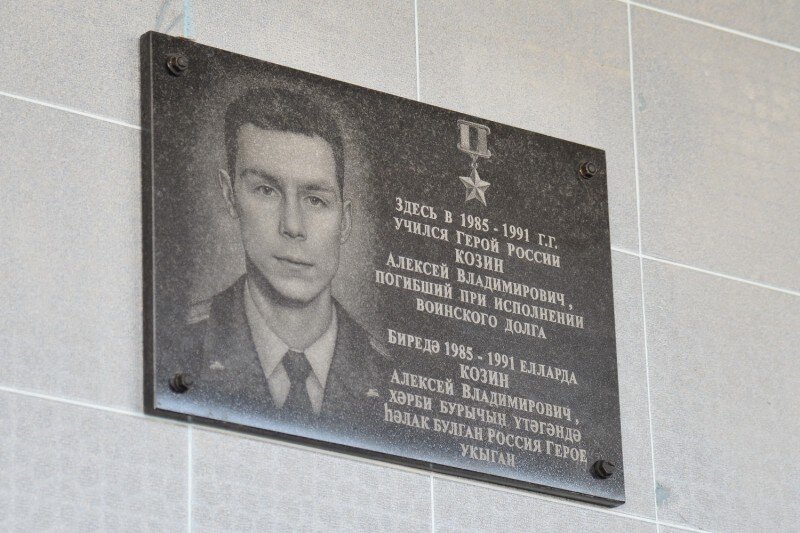 Здесь в 1985 - 1991 г.г.
учился Герой России
Козин
Алексей Владимирович,
погибший при исполнении
воинского долга
Биредә 1985 - 1991 елларда
Козин
Алексей Владимирович,
хәрби бурычың үтәгәндә
һәлак булган Россия Герое
укыган